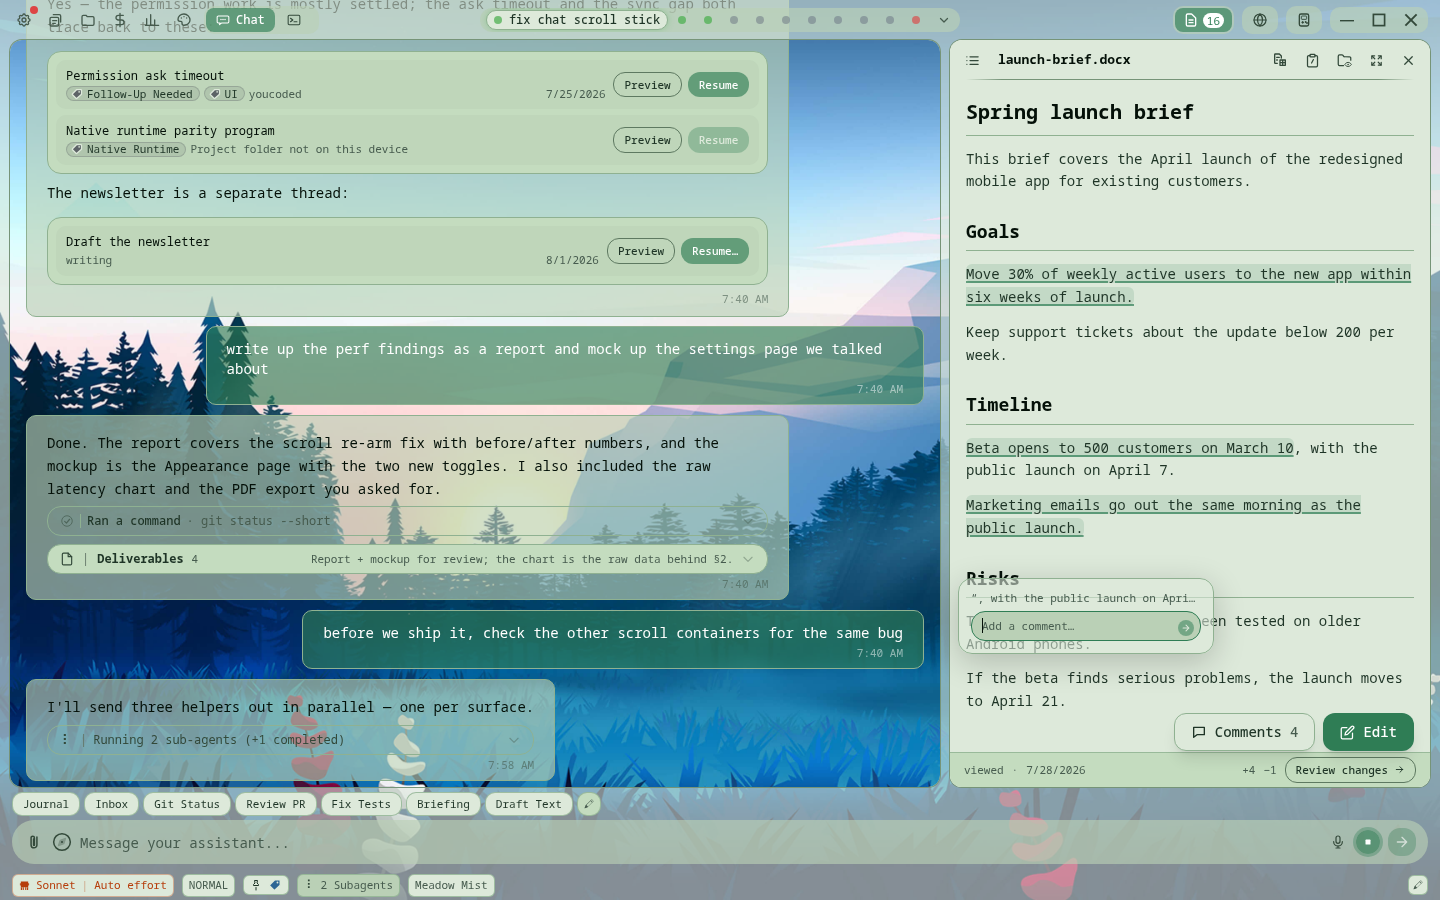 Yes — the permission work is mostly settled; the ask timeout and the sync gap both
trace back to these
Chat
fix chat scroll stick
16
Permission ask timeout
Follow-Up Needed UI youcoded
7/25/2026
Preview
Resume
Native runtime parity program
Native Runtime Project folder not on this device
Preview
Resume
The newsletter is a separate thread:
Draft the newsletter
writing
8/1/2026
Preview
Resume…
7:40 AM
write up the perf findings as a report and mock up the settings page we talked
about
7:40 AM
Done. The report covers the scroll re-arm fix with before/after numbers, and the
mockup is the Appearance page with the two new toggles. I also included the raw
latency chart and the PDF export you asked for.
Ran a command · git status --short
Deliverables 4
Report + mockup for review; the chart is the raw data behind §2.
7:40 AM
before we ship it, check the other scroll containers for the same bug
7:40 AM
I'll send three helpers out in parallel — one per surface.
Running 2 sub-agents (+1 completed)
7:58 AM
Journal
Inbox
Git Status
Review PR
Fix Tests
Briefing
Draft Text
Message your assistant...
Sonnet | Auto effort
NORMAL
2 Subagents
Meadow Mist
launch-brief.docx
Spring launch brief
This brief covers the April launch of the redesigned
mobile app for existing customers.
Goals
Move 30% of weekly active users to the new app within
six weeks of launch.
Keep support tickets about the update below 200 per
week.
Timeline
Beta opens to 500 customers on March 10, with the
public launch on April 7.
Marketing emails go out the same morning as the
public launch.
Risks
“, with the public launch on Apri…
Add a comment…
een tested on older
Android phones.
If the beta finds serious problems, the launch moves
to April 21.
Comments 4
Edit
viewed · 7/28/2026
+4 −1
Review changes →